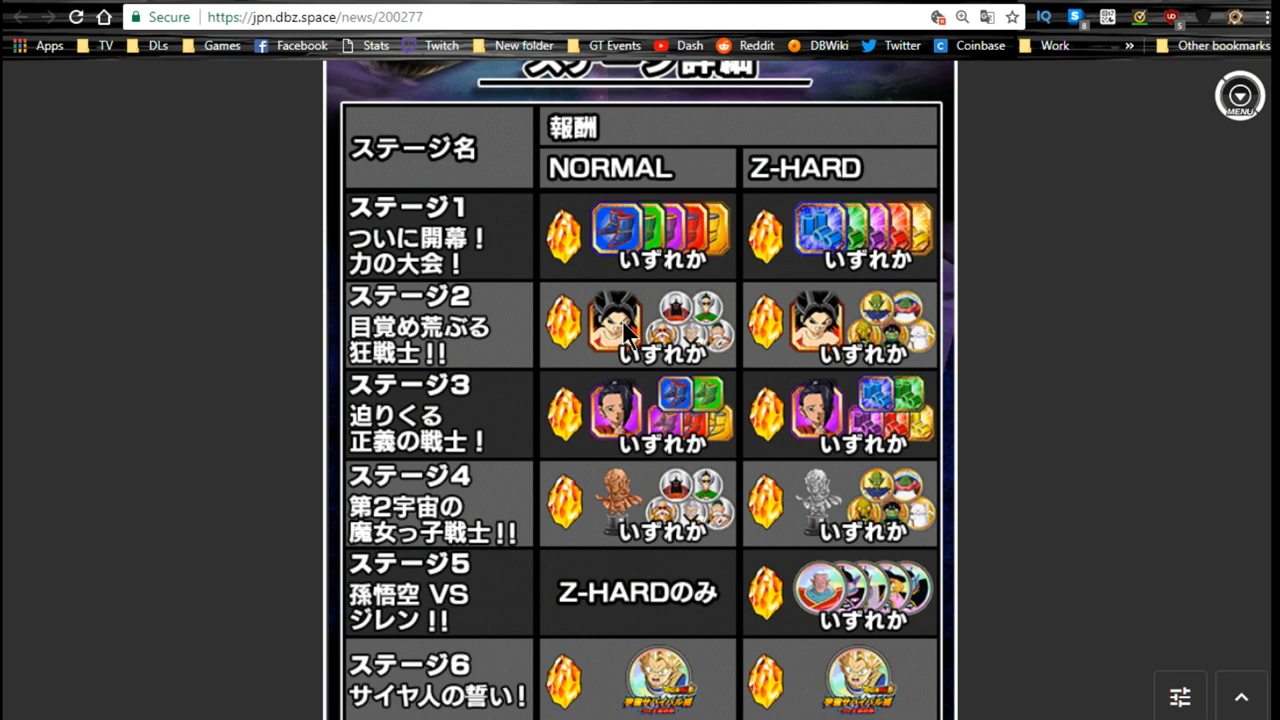 Secure
https://jpn.dbz.space/news/200277
Apps TV DLs Games Facebook Stats Twitch New folder GT Events Dash Reddit DBWiki Twitter Coinbase Work » Other bookmarks
ステージ詳細
MENU
ステージ名
報酬
NORMAL
Z-HARD
ステージ1
ついに開幕！
力の大会！
いずれか
いずれか
ステージ2
目覚め荒ぶる
狂戦士!!
いずれか
いずれか
ステージ3
迫りくる
正義の戦士！
いずれか
いずれか
ステージ4
第2宇宙の
魔女っ子戦士!!
いずれか
いずれか
ステージ5
孫悟空 VS
ジレン!!
Z-HARDのみ
いずれか
ステージ6
サイヤ人の誓い！